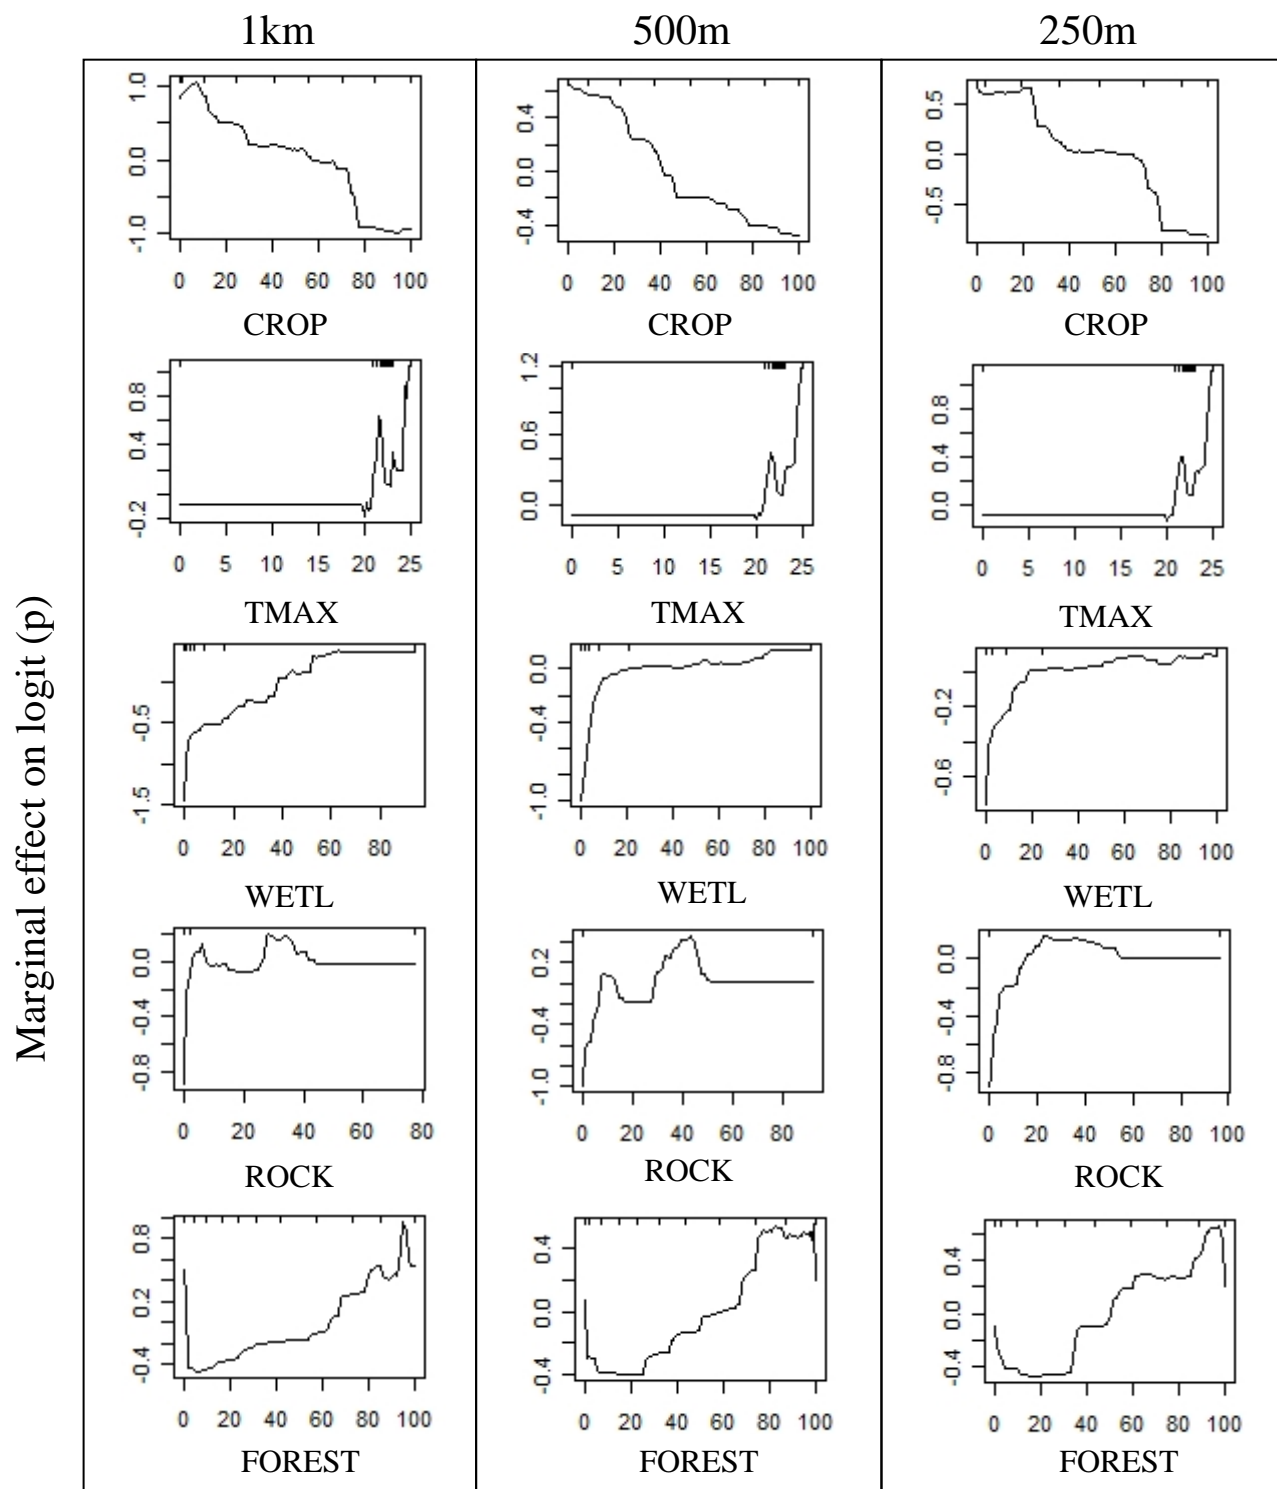 1km 500m 250m
Marginal effect on logit (p)
1.0 0.0 -1.0
0 20 40 60 80 100
CROP
0.4 0.0 -0.4
0 20 40 60 80 100
CROP
0.5 0.0 -0.5
0 20 40 60 80 100
CROP
0.8 0.4 -0.2
0 5 10 15 20 25
TMAX
1.2 0.6 0.0
0 5 10 15 20 25
TMAX
0.8 0.4 0.0
0 5 10 15 20 25
TMAX
-0.5 -1.5
0 20 40 60 80
WETL
0.0 -0.4 -1.0
0 20 40 60 80 100
WETL
-0.2 -0.6
0 20 40 60 80 100
WETL
0.0 -0.4 -0.8
0 20 40 60 80
ROCK
0.2 -0.4 -1.0
0 20 40 60 80
ROCK
0.0 -0.4 -0.8
0 20 40 60 80 100
ROCK
0.8 0.2 -0.4
0 20 40 60 80 100
FOREST
0.4 0.0 -0.4
0 20 40 60 80 100
FOREST
0.4 0.0 -0.4
0 20 40 60 80 100
FOREST